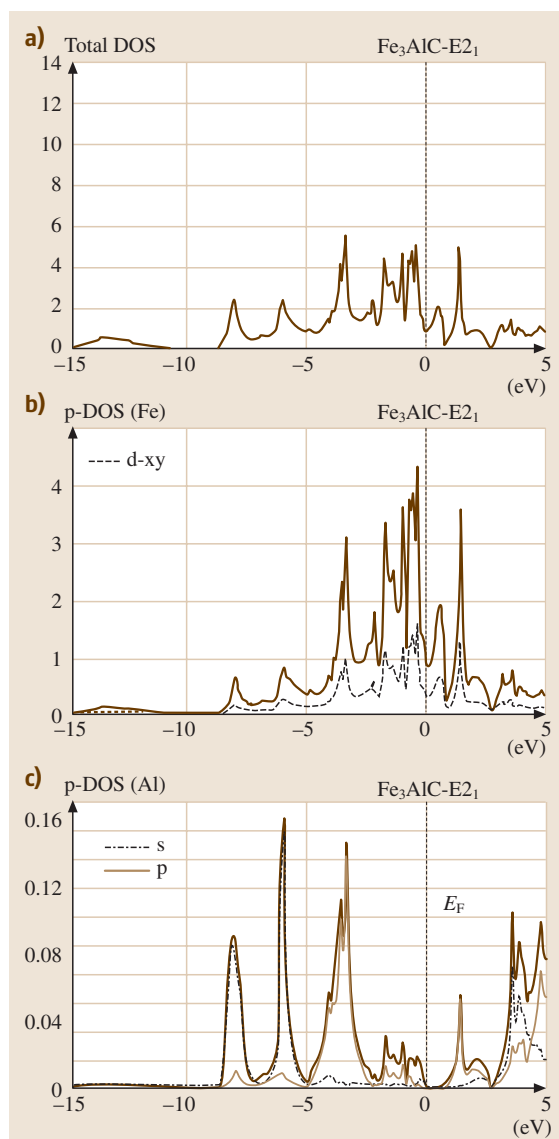 a)
Total DOS
Fe₃AlC-E2₁
14
12
10
8
6
4
2
0
−15
−10
−5
0
5
(eV)
b)
p-DOS (Fe)
Fe₃AlC-E2₁
d-xy
4
3
2
1
0
−15
−10
−5
0
5
(eV)
c)
p-DOS (Al)
Fe₃AlC-E2₁
0.16
s
p
0.12
E_F
0.08
0.04
0
−15
−10
−5
0
5
(eV)